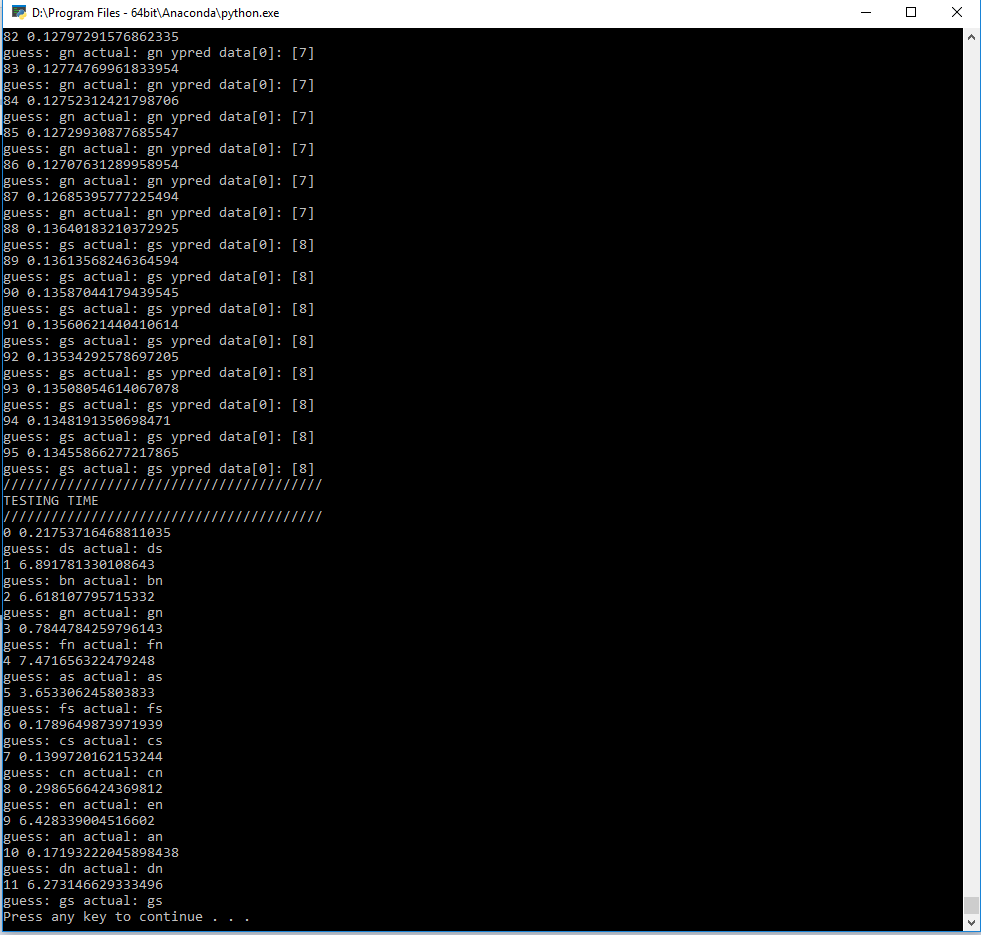 D:\Program Files - 64bit\Anaconda\python.exe
82 0.12797291576862335
guess: gn actual: gn ypred data[0]: [7]
83 0.12774769961833954
guess: gn actual: gn ypred data[0]: [7]
84 0.12752312421798706
guess: gn actual: gn ypred data[0]: [7]
85 0.12729930877685547
guess: gn actual: gn ypred data[0]: [7]
86 0.12707631289958954
guess: gn actual: gn ypred data[0]: [7]
87 0.12685395777225494
guess: gn actual: gn ypred data[0]: [7]
88 0.13640183210372925
guess: gs actual: gs ypred data[0]: [8]
89 0.13613568246364594
guess: gs actual: gs ypred data[0]: [8]
90 0.13587044179439545
guess: gs actual: gs ypred data[0]: [8]
91 0.13560621440410614
guess: gs actual: gs ypred data[0]: [8]
92 0.13534292578697205
guess: gs actual: gs ypred data[0]: [8]
93 0.13508054614067078
guess: gs actual: gs ypred data[0]: [8]
94 0.1348191350698471
guess: gs actual: gs ypred data[0]: [8]
95 0.13455866277217865
guess: gs actual: gs ypred data[0]: [8]
////////////////////////////////////////
TESTING TIME
////////////////////////////////////////
0 0.21753716468811035
guess: ds actual: ds
1 6.891781330108643
guess: bn actual: bn
2 6.618107795715332
guess: gn actual: gn
3 0.7844784259796143
guess: fn actual: fn
4 7.471656322479248
guess: as actual: as
5 3.653306245803833
guess: fs actual: fs
6 0.1789649873971939
guess: cs actual: cs
7 0.1399720162153244
guess: cn actual: cn
8 0.2986566424369812
guess: en actual: en
9 6.428339004516602
guess: an actual: an
10 0.17193222045898438
guess: dn actual: dn
11 6.273146629333496
guess: gs actual: gs
Press any key to continue . . .